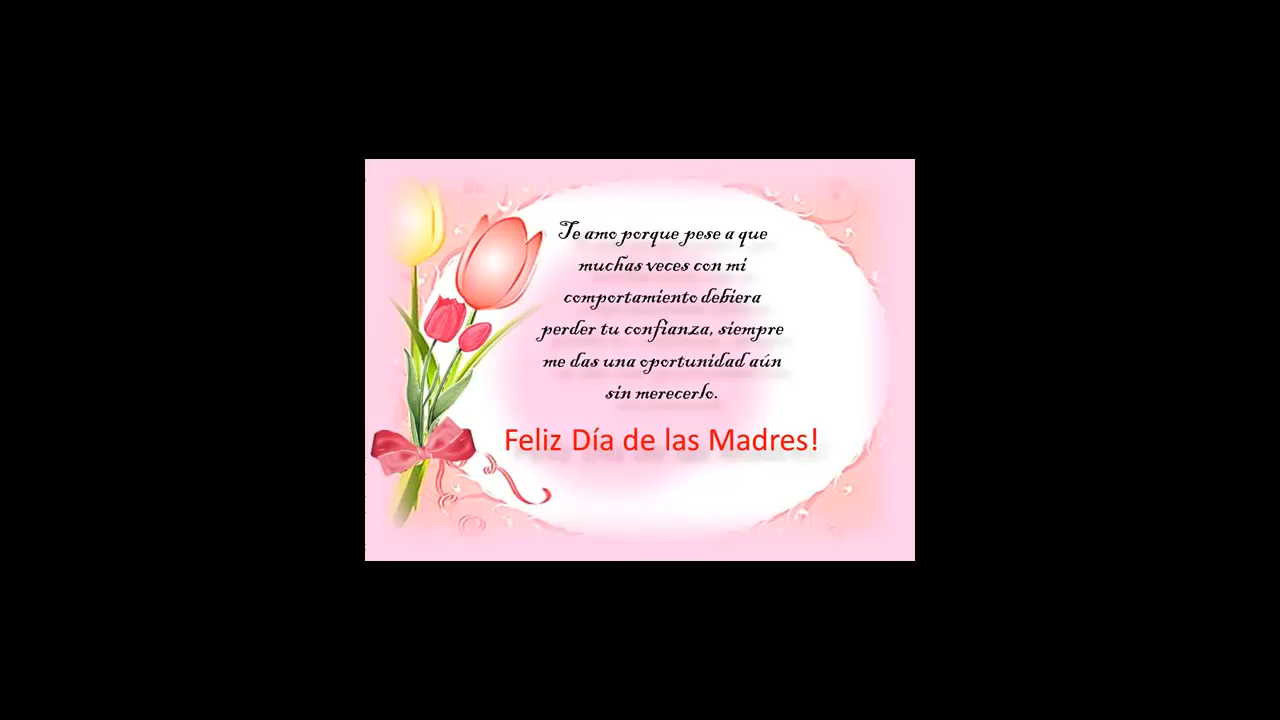 Te amo porque pese a que
muchas veces con mi
comportamiento debiera
perder tu confianza, siempre
me das una oportunidad aún
sin merecerlo.
Feliz Día de las Madres!